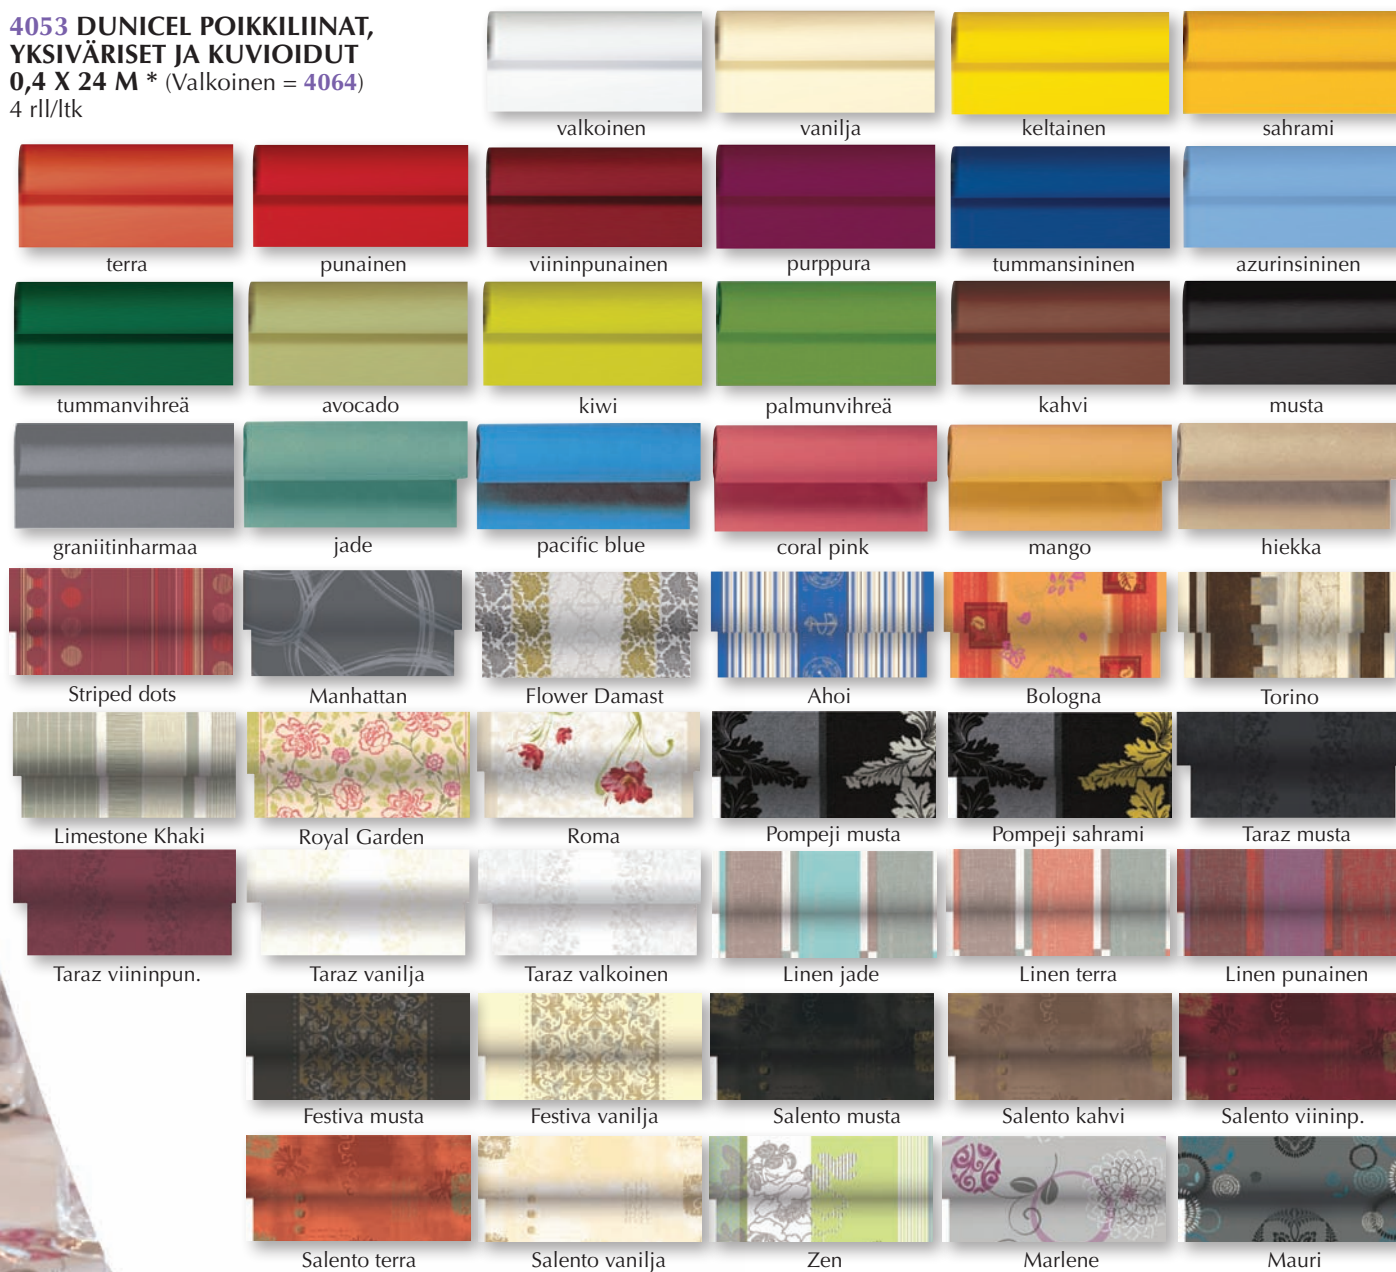 4053 DUNICEL POIKKILIINAT,
YKSIVÄRISET JA KUVIOIDUT
0,4 X 24 M * (Valkoinen = 4064)
4 rll/ltk
valkoinen vanilja keltainen sahrami
terra punainen viininpunainen purppura tummansininen azurinsininen
tummanvihreä avocado kiwi palmunvihreä kahvi musta
graniitinharmaa jade pacific blue coral pink mango hiekka
Striped dots Manhattan Flower Damast Ahoi Bologna Torino
Limestone Khaki Royal Garden Roma Pompeji musta Pompeji sahrami Taraz musta
Taraz viininpun. Taraz vanilja Taraz valkoinen Linen jade Linen terra Linen punainen
Festiva musta Festiva vanilja Salento musta Salento kahvi Salento viininp.
Salento terra Salento vanilja Zen Marlene Mauri